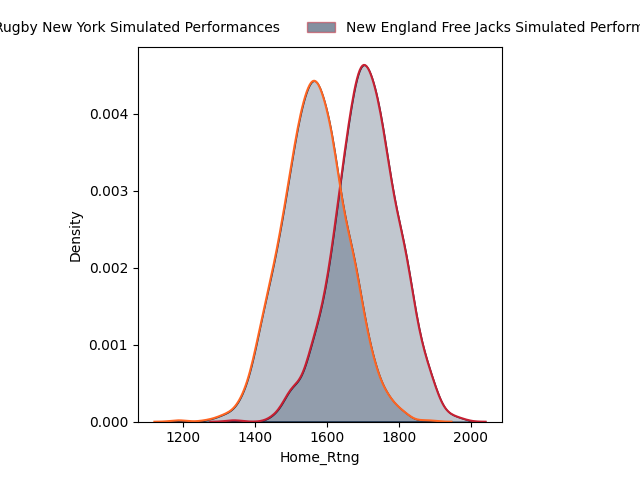 Rugby New York Simulated Performances
New England Free Jacks Simulated Perform
0.004
0.003
0.002
0.001
0.000
Density
1200 1400 1600 1800 2000
Home_Rtng